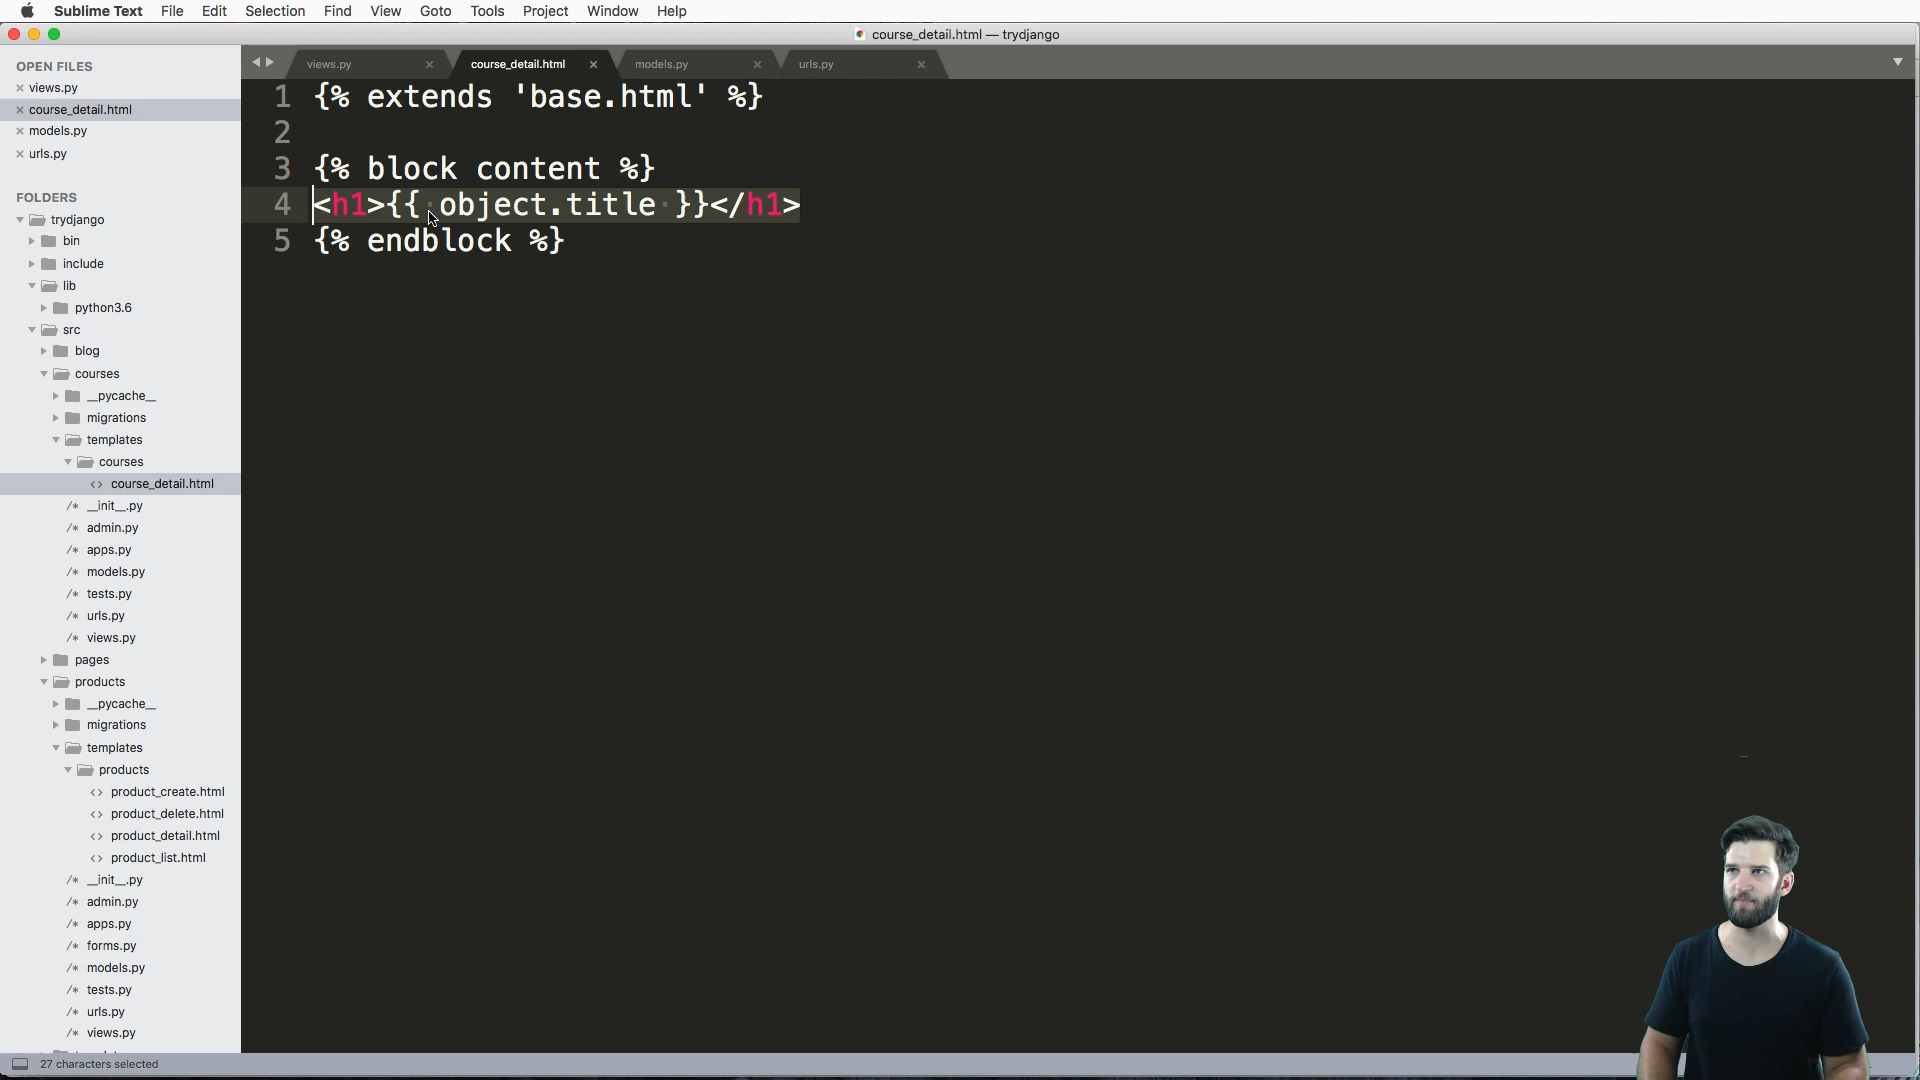 Sublime Text File Edit Selection Find View Goto Tools Project Window Help
course_detail.html — trydjango
OPEN FILES
views.py
course_detail.html
models.py
urls.py
FOLDERS
trydjango
bin
include
lib
python3.6
src
blog
courses
__pycache__
migrations
templates
courses
<> course_detail.html
/* __init__.py
/* admin.py
/* apps.py
/* models.py
/* tests.py
/* urls.py
/* views.py
pages
products
__pycache__
migrations
templates
products
<> product_create.html
<> product_delete.html
<> product_detail.html
<> product_list.html
/* __init__.py
/* admin.py
/* apps.py
/* forms.py
/* models.py
/* tests.py
/* urls.py
/* views.py
views.py course_detail.html models.py urls.py
1 {% extends 'base.html' %}
2
3 {% block content %}
4 <h1>{{ object.title }}</h1>
5 {% endblock %}
27 characters selected